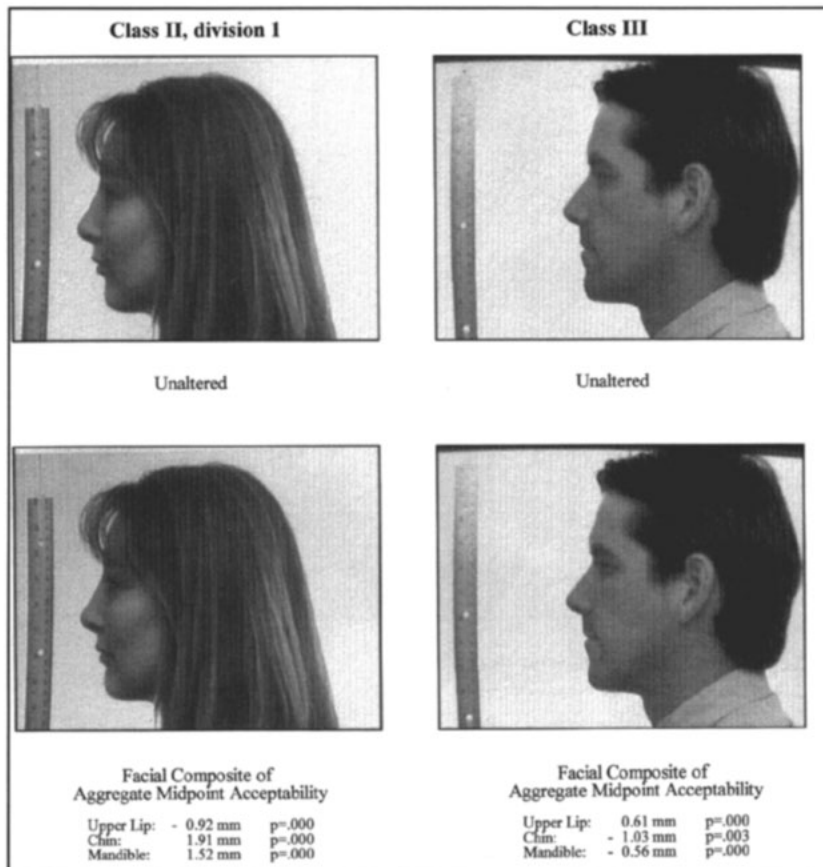 Class II, division 1
Class III
Unaltered
Unaltered
Facial Composite of
Aggregate Midpoint Acceptability
Upper Lip: - 0.92 mm p=.000
Chin: 1.91 mm p=.000
Mandible: 1.52 mm p=.000
Facial Composite of
Aggregate Midpoint Acceptability
Upper Lip: 0.61 mm p=.000
Chin: - 1.03 mm p=.003
Mandible: - 0.56 mm p=.000